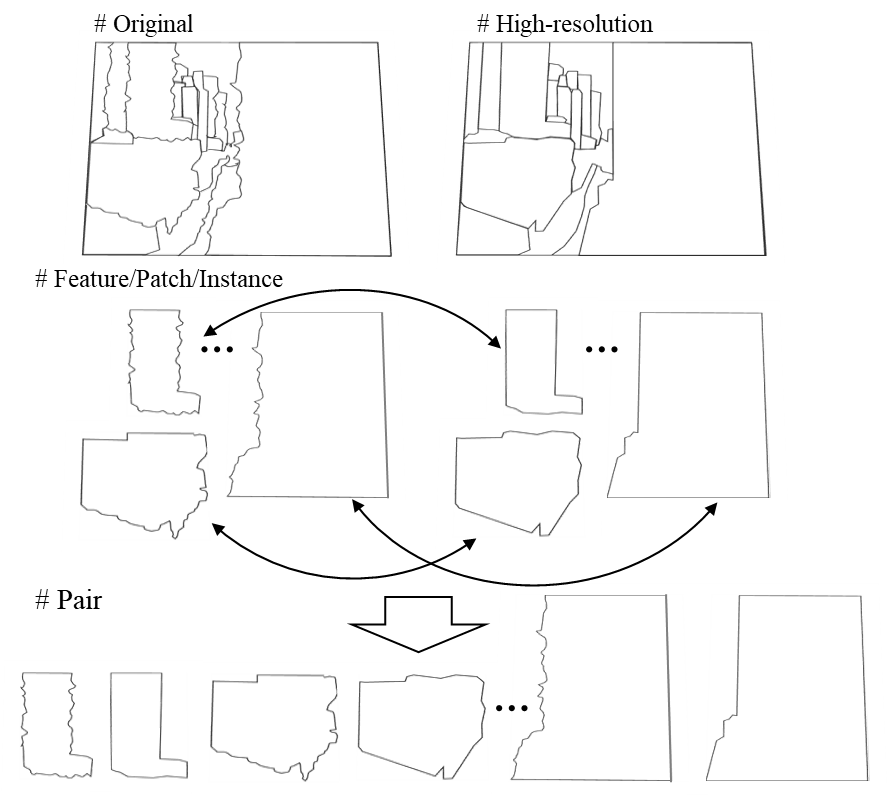 # Original
# High-resolution
# Feature/Patch/Instance
# Pair